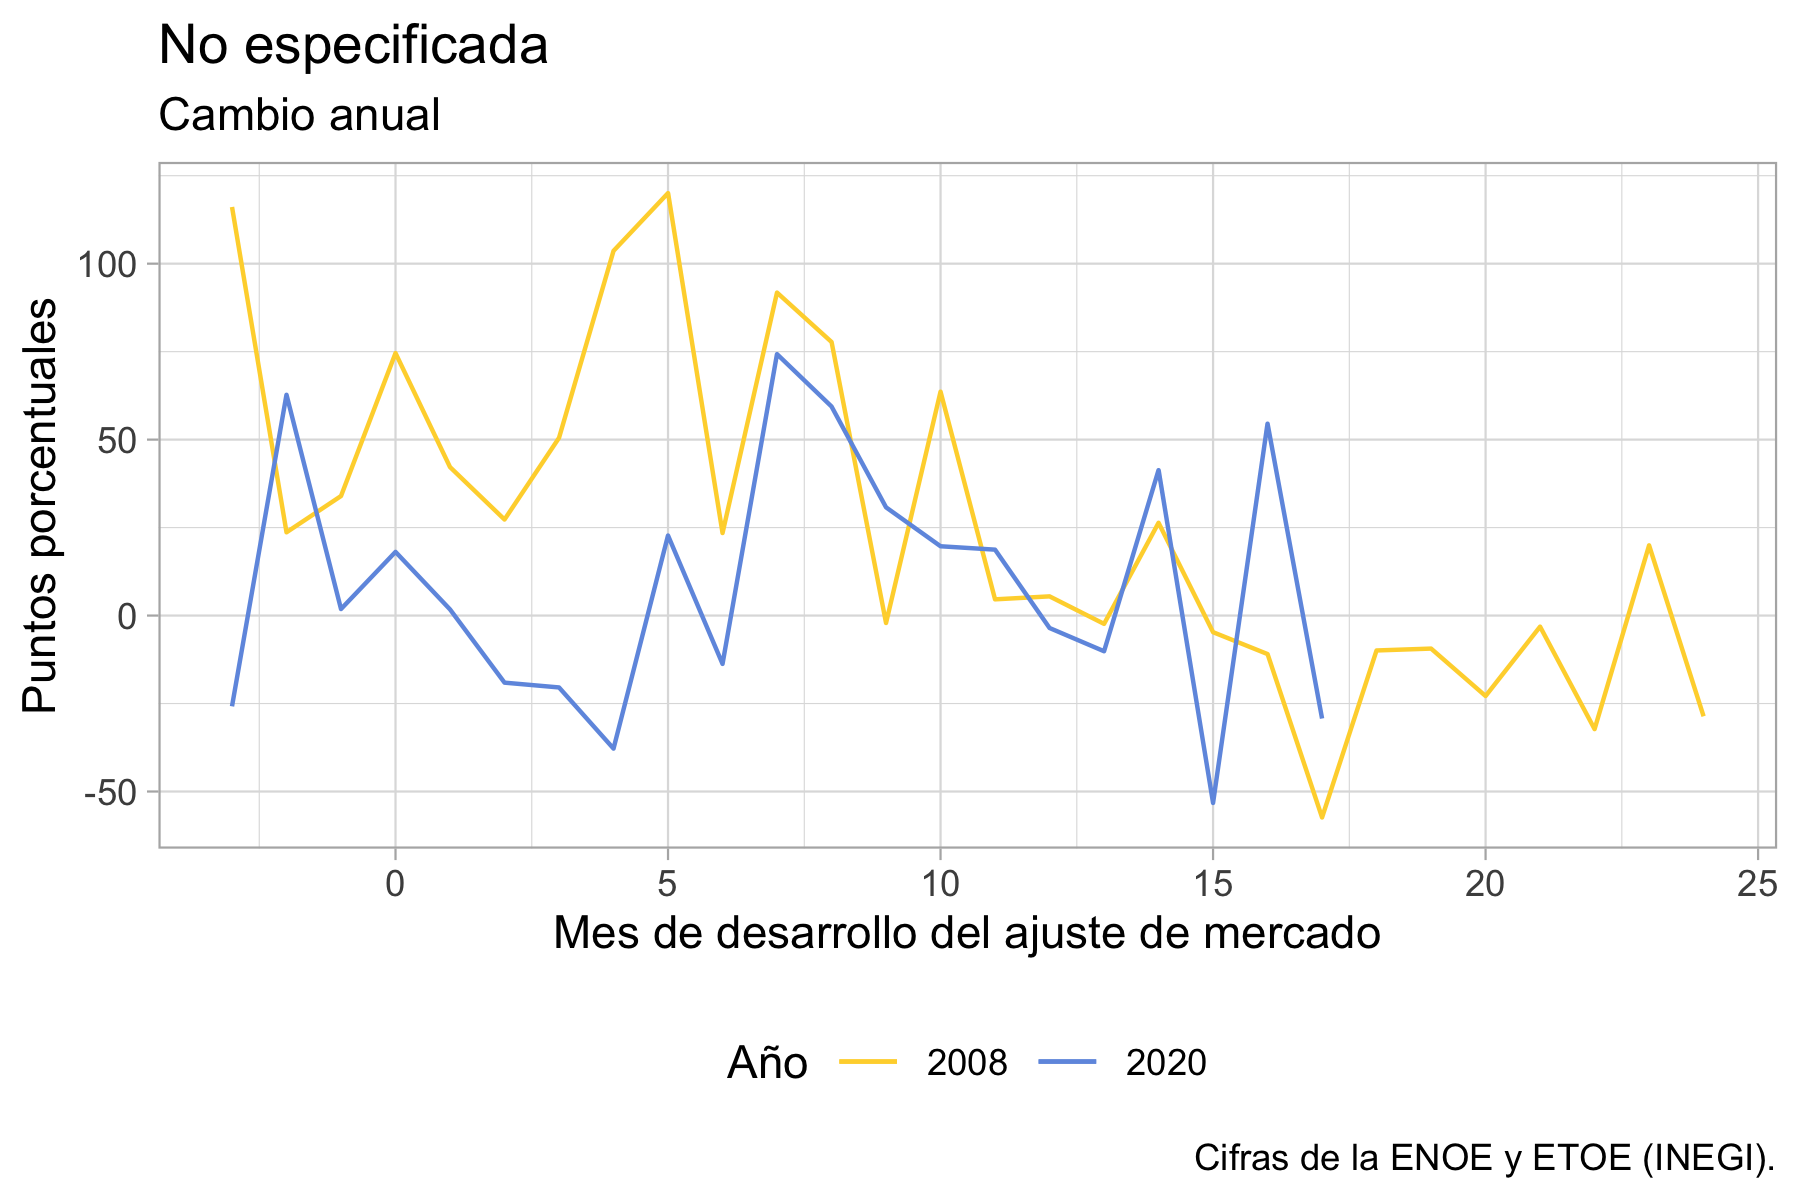 No especificada
Cambio anual
Puntos porcentuales
100
50
0
-50
0 5 10 15 20 25
Mes de desarrollo del ajuste de mercado
Año 2008 2020
Cifras de la ENOE y ETOE (INEGI).